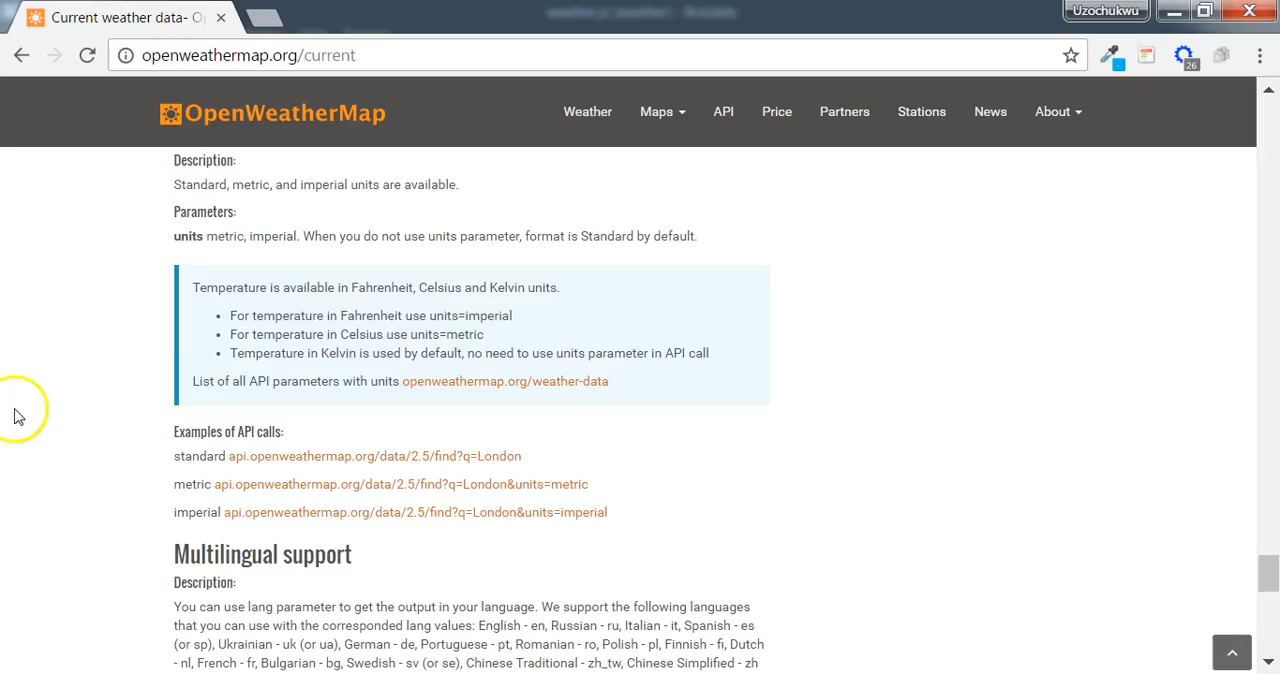 Current weather data- O
Uzochukwu
openweathermap.org/current
26
OpenWeatherMap
Weather Maps API Price Partners Stations News About
Description:
Standard, metric, and imperial units are available.
Parameters:
units metric, imperial. When you do not use units parameter, format is Standard by default.
Temperature is available in Fahrenheit, Celsius and Kelvin units.
• For temperature in Fahrenheit use units=imperial
• For temperature in Celsius use units=metric
• Temperature in Kelvin is used by default, no need to use units parameter in API call
List of all API parameters with units openweathermap.org/weather-data
Examples of API calls:
standard api.openweathermap.org/data/2.5/find?q=London
metric api.openweathermap.org/data/2.5/find?q=London&units=metric
imperial api.openweathermap.org/data/2.5/find?q=London&units=imperial
Multilingual support
Description:
You can use lang parameter to get the output in your language. We support the following languages
that you can use with the corresponded lang values: English - en, Russian - ru, Italian - it, Spanish - es
(or sp), Ukrainian - uk (or ua), German - de, Portuguese - pt, Romanian - ro, Polish - pl, Finnish - fi, Dutch
- nl, French - fr, Bulgarian - bg, Swedish - sv (or se), Chinese Traditional - zh_tw, Chinese Simplified - zh